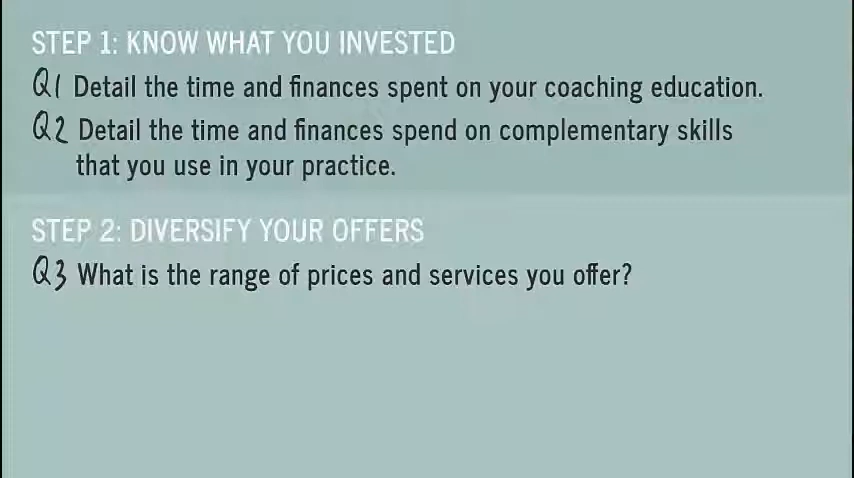 STEP 1: KNOW WHAT YOU INVESTED
Q1 Detail the time and finances spent on your coaching education.
Q2 Detail the time and finances spend on complementary skills
that you use in your practice.
STEP 2: DIVERSIFY YOUR OFFERS
Q3 What is the range of prices and services you offer?